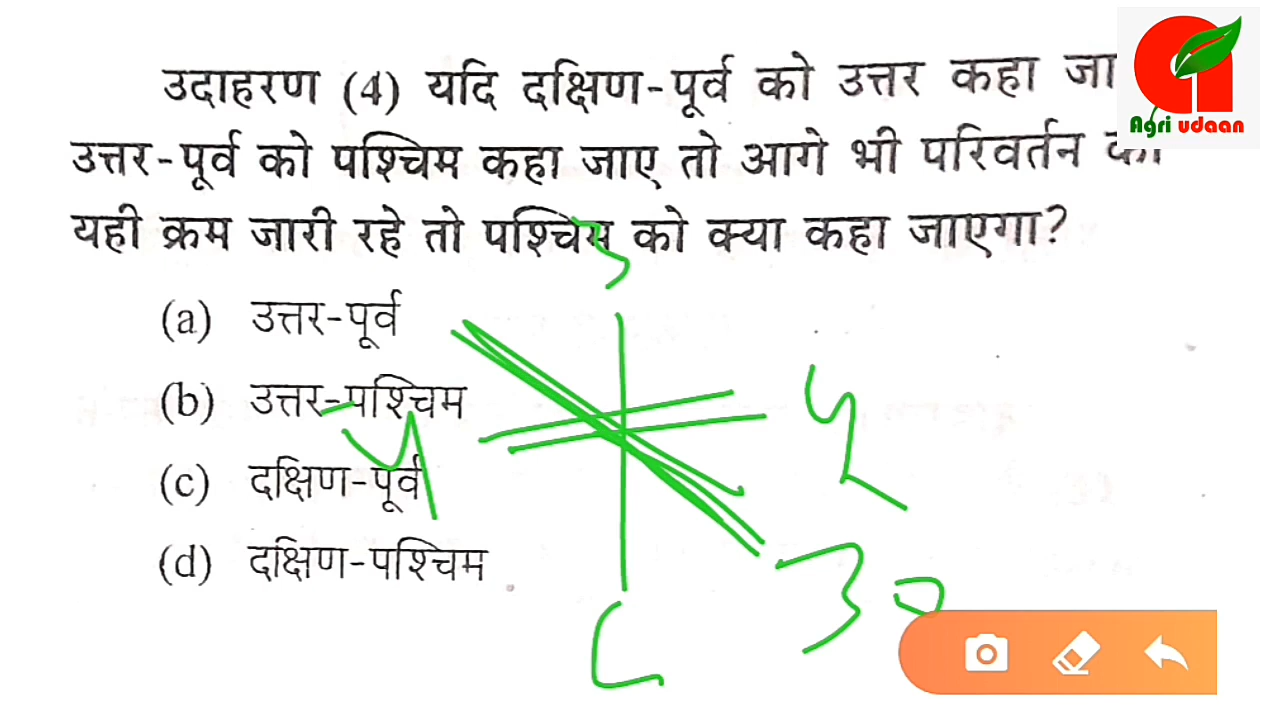 उदाहरण (4) यदि दक्षिण-पूर्व को उत्तर कहा जा
Agri udaan
उत्तर-पूर्व को पश्चिम कहा जाए तो आगे भी परिवर्तन का
यही क्रम जारी रहे तो पश्चिम को क्या कहा जाएगा?
(a) उत्तर-पूर्व
(b) उत्तर-पश्चिम
(c) दक्षिण-पूर्व
(d) दक्षिण-पश्चिम